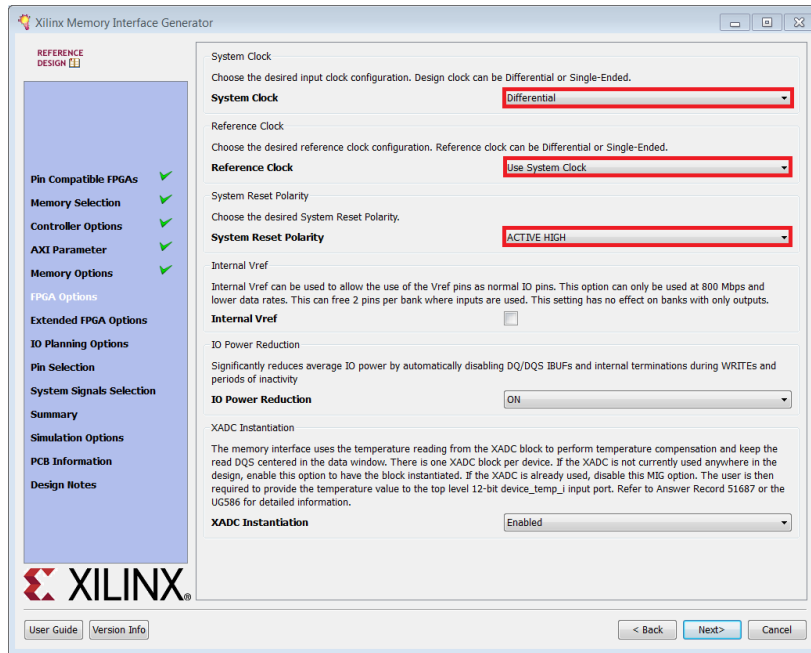 Xilinx Memory Interface Generator
REFERENCE
DESIGN
Pin Compatible FPGAs
Memory Selection
Controller Options
AXI Parameter
Memory Options
FPGA Options
Extended FPGA Options
IO Planning Options
Pin Selection
System Signals Selection
Summary
Simulation Options
PCB Information
Design Notes
XILINX®
System Clock
Choose the desired input clock configuration. Design clock can be Differential or Single-Ended.
System Clock Differential
Reference Clock
Choose the desired reference clock configuration. Reference clock can be Differential or Single-Ended.
Reference Clock Use System Clock
System Reset Polarity
Choose the desired System Reset Polarity.
System Reset Polarity ACTIVE HIGH
Internal Vref
Internal Vref can be used to allow the use of the Vref pins as normal IO pins. This option can only be used at 800 Mbps and
lower data rates. This can free 2 pins per bank where inputs are used. This setting has no effect on banks with only outputs.
Internal Vref
IO Power Reduction
Significantly reduces average IO power by automatically disabling DQ/DQS IBUFs and internal terminations during WRITEs and
periods of inactivity
IO Power Reduction ON
XADC Instantiation
The memory interface uses the temperature reading from the XADC block to perform temperature compensation and keep the
read DQS centered in the data window. There is one XADC block per device. If the XADC is not currently used anywhere in the
design, enable this option to have the block instantiated. If the XADC is already used, disable this MIG option. The user is then
required to provide the temperature value to the top level 12-bit device_temp_i input port. Refer to Answer Record 51687 or the
UG586 for detailed information.
XADC Instantiation Enabled
User Guide Version Info < Back Next> Cancel